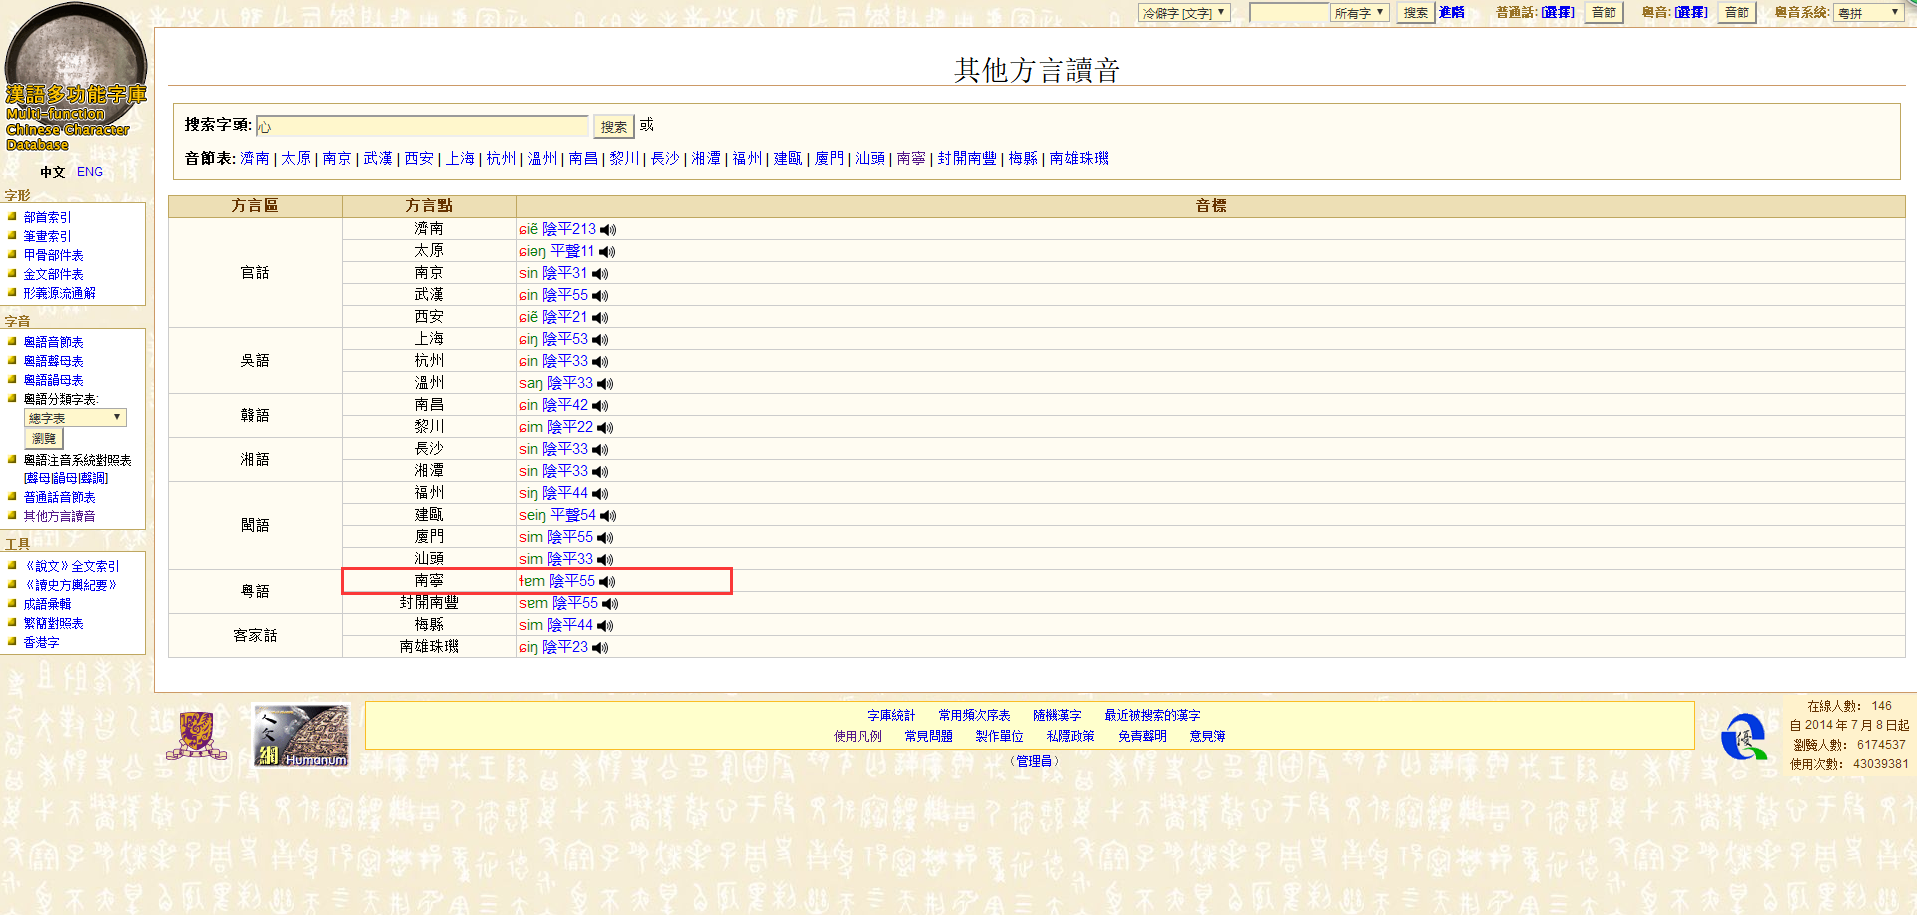 冷僻字 [文字] 所有字 搜索 進階 普通話: [選擇] 音節 粵音: [選擇] 音節 粵音系統: 粵拼
漢語多功能字庫
Multi-function
Chinese Character
Database
中文 ENG
字形
部首索引
筆畫索引
甲骨部件表
金文部件表
形義源流通解
字音
粵語音節表
粵語聲母表
粵語韻母表
粵語分類字表:
總字表
瀏覽
粵語注音系統對照表
[聲母|韻母|聲調]
普通話音節表
其他方言讀音
工具
《說文》全文索引
《讀史方輿紀要》
成語彙輯
繁簡對照表
香港字
其他方言讀音
搜索字頭: 心 搜索 或
音節表: 濟南 | 太原 | 南京 | 武漢 | 西安 | 上海 | 杭州 | 溫州 | 南昌 | 黎川 | 長沙 | 湘潭 | 福州 | 建甌 | 廈門 | 汕頭 | 南寧 | 封開南豐 | 梅縣 | 南雄珠璣
方言區 方言點 音標
官話 濟南 ɕiẽ 陰平213
太原 ɕiəŋ 平聲11
南京 sin 陰平31
武漢 ɕin 陰平55
西安 ɕiẽ 陰平21
吳語 上海 ɕiŋ 陰平53
杭州 ɕin 陰平33
溫州 saŋ 陰平33
贛語 南昌 ɕin 陰平42
黎川 ɕim 陰平22
湘語 長沙 sin 陰平33
湘潭 sin 陰平33
閩語 福州 siŋ 陰平44
建甌 seiŋ 平聲54
廈門 sim 陰平55
汕頭 sim 陰平33
粵語 南寧 ɬɐm 陰平55
封開南豐 sɐm 陰平55
客家話 梅縣 sim 陰平44
南雄珠璣 ɕiŋ 陰平23
人文網
Humanum
字庫統計 常用頻次序表 隨機漢字 最近被搜索的漢字
使用凡例 常見問題 製作單位 私隱政策 免責聲明 意見簿
（管理員）
優
在線人數： 146
自 2014 年 7 月 8 日起
瀏覽人數： 6174537
使用次數： 43039381